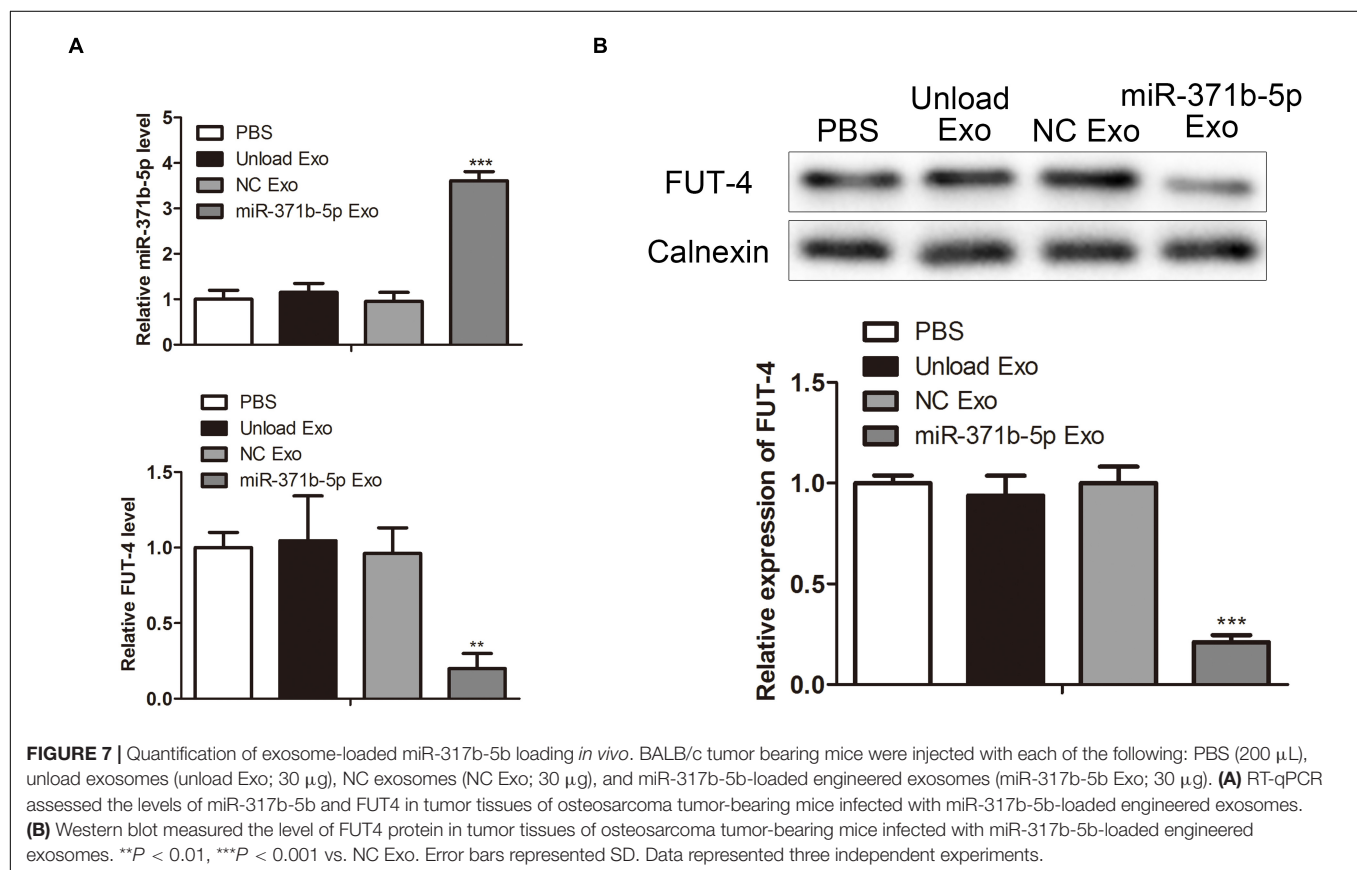 A
Relative miR-371b-5p level
5
4
3
2
1
0
PBS
Unload Exo
NC Exo
miR-371b-5p Exo
***
Relative FUT-4 level
1.5
1.0
0.5
0.0
PBS
Unload Exo
NC Exo
miR-371b-5p Exo
**
B
PBS
Unload
Exo
NC Exo
miR-371b-5p
Exo
FUT-4
Calnexin
Relative expression of FUT-4
1.5
1.0
0.5
0.0
PBS
Unload Exo
NC Exo
miR-371b-5p Exo
***
FIGURE 7 | Quantification of exosome-loaded miR-317b-5b loading in vivo. BALB/c tumor bearing mice were injected with each of the following: PBS (200 μL),
unload exosomes (unload Exo; 30 μg), NC exosomes (NC Exo; 30 μg), and miR-317b-5b-loaded engineered exosomes (miR-317b-5b Exo; 30 μg). (A) RT-qPCR
assessed the levels of miR-317b-5b and FUT4 in tumor tissues of osteosarcoma tumor-bearing mice infected with miR-317b-5b-loaded engineered exosomes.
(B) Western blot measured the level of FUT4 protein in tumor tissues of osteosarcoma tumor-bearing mice infected with miR-317b-5b-loaded engineered
exosomes. **P < 0.01, ***P < 0.001 vs. NC Exo. Error bars represented SD. Data represented three independent experiments.